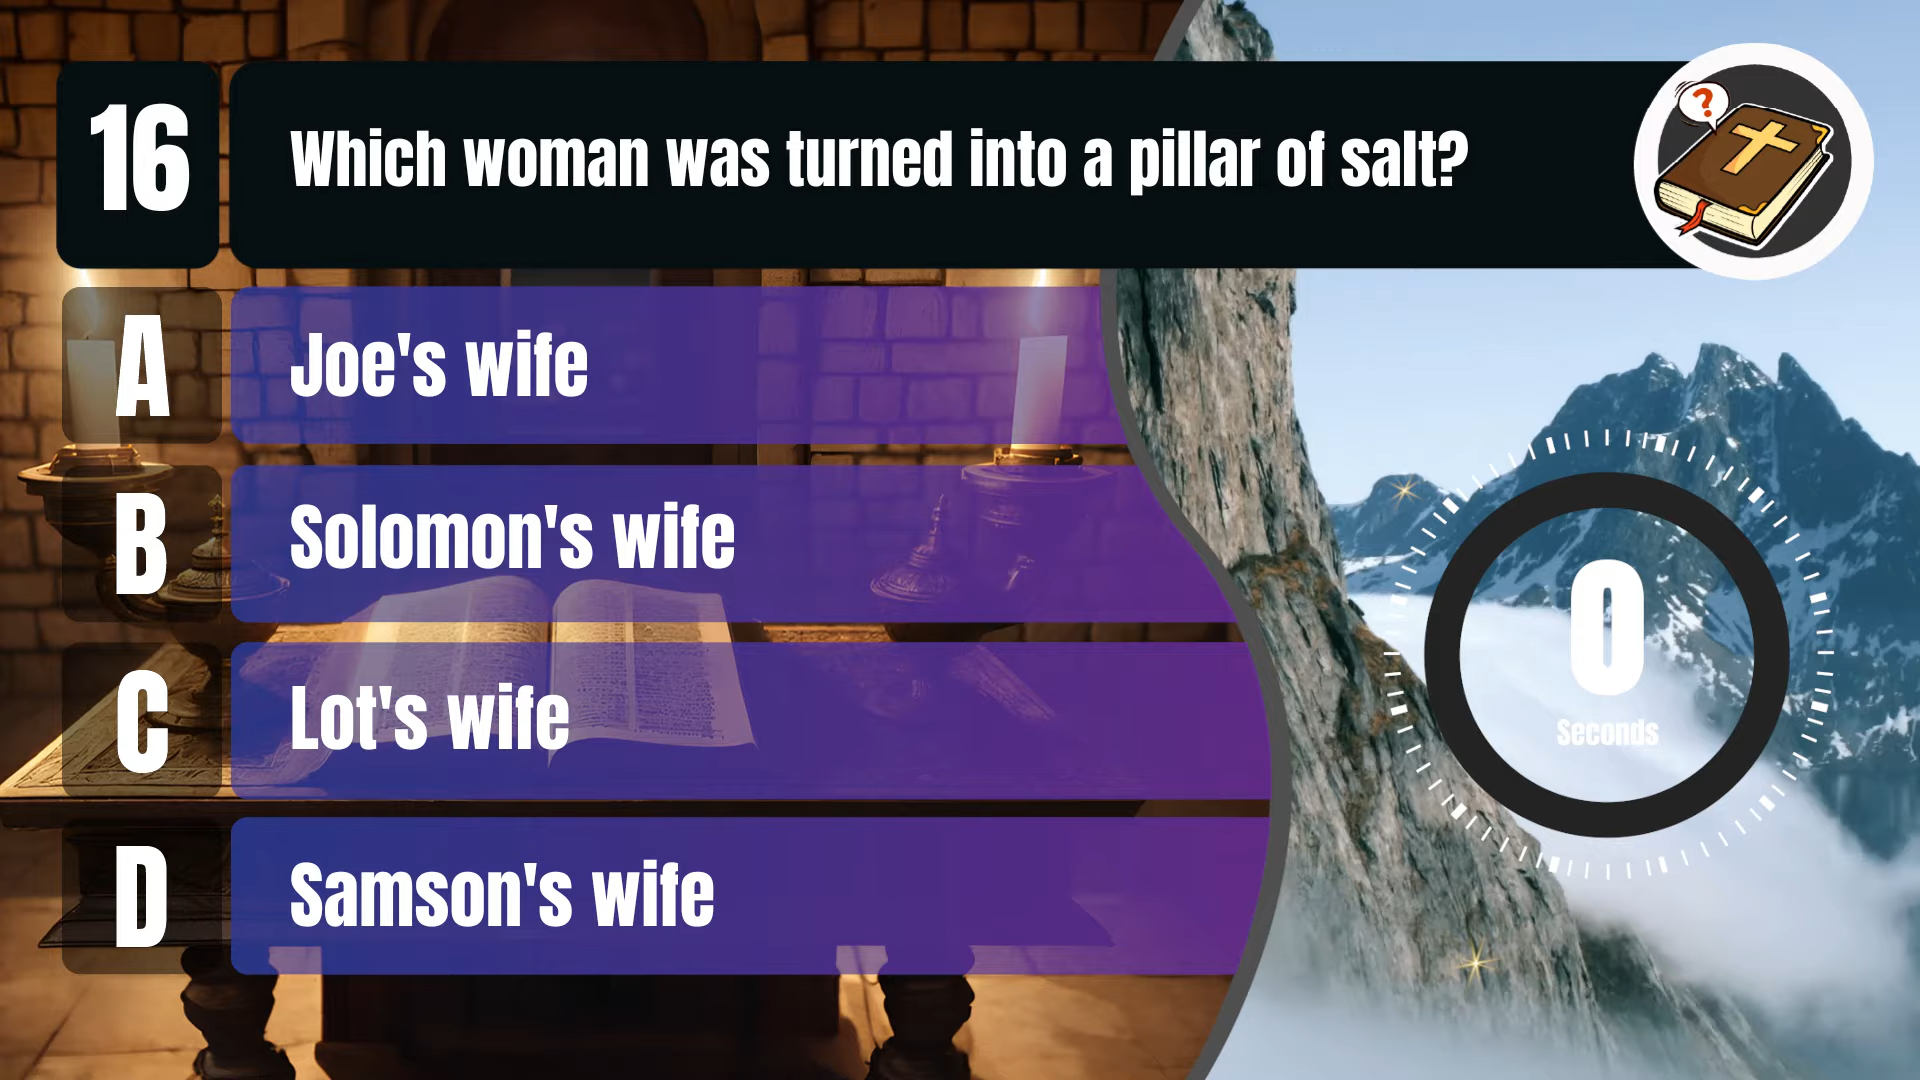 16
Which woman was turned into a pillar of salt?
?
A
Joe's wife
B
Solomon's wife
C
Lot's wife
D
Samson's wife
0
Seconds